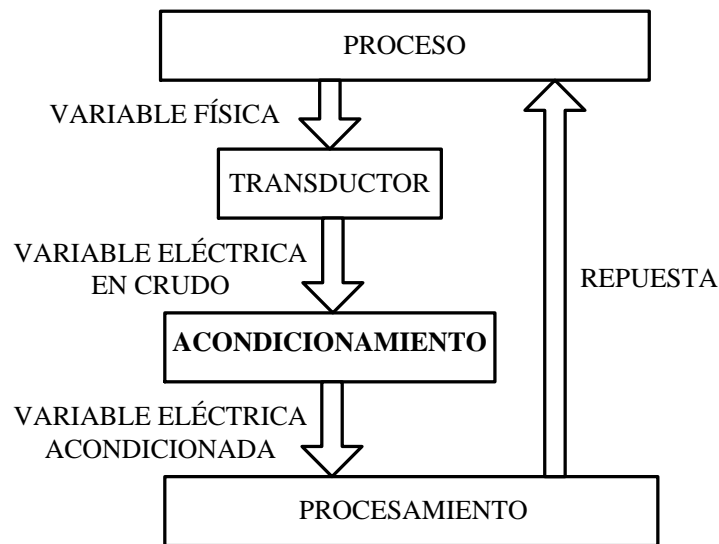 PROCESO
VARIABLE FÍSICA
TRANSDUCTOR
VARIABLE ELÉCTRICA
EN CRUDO
REPUESTA
ACONDICIONAMIENTO
VARIABLE ELÉCTRICA
ACONDICIONADA
PROCESAMIENTO